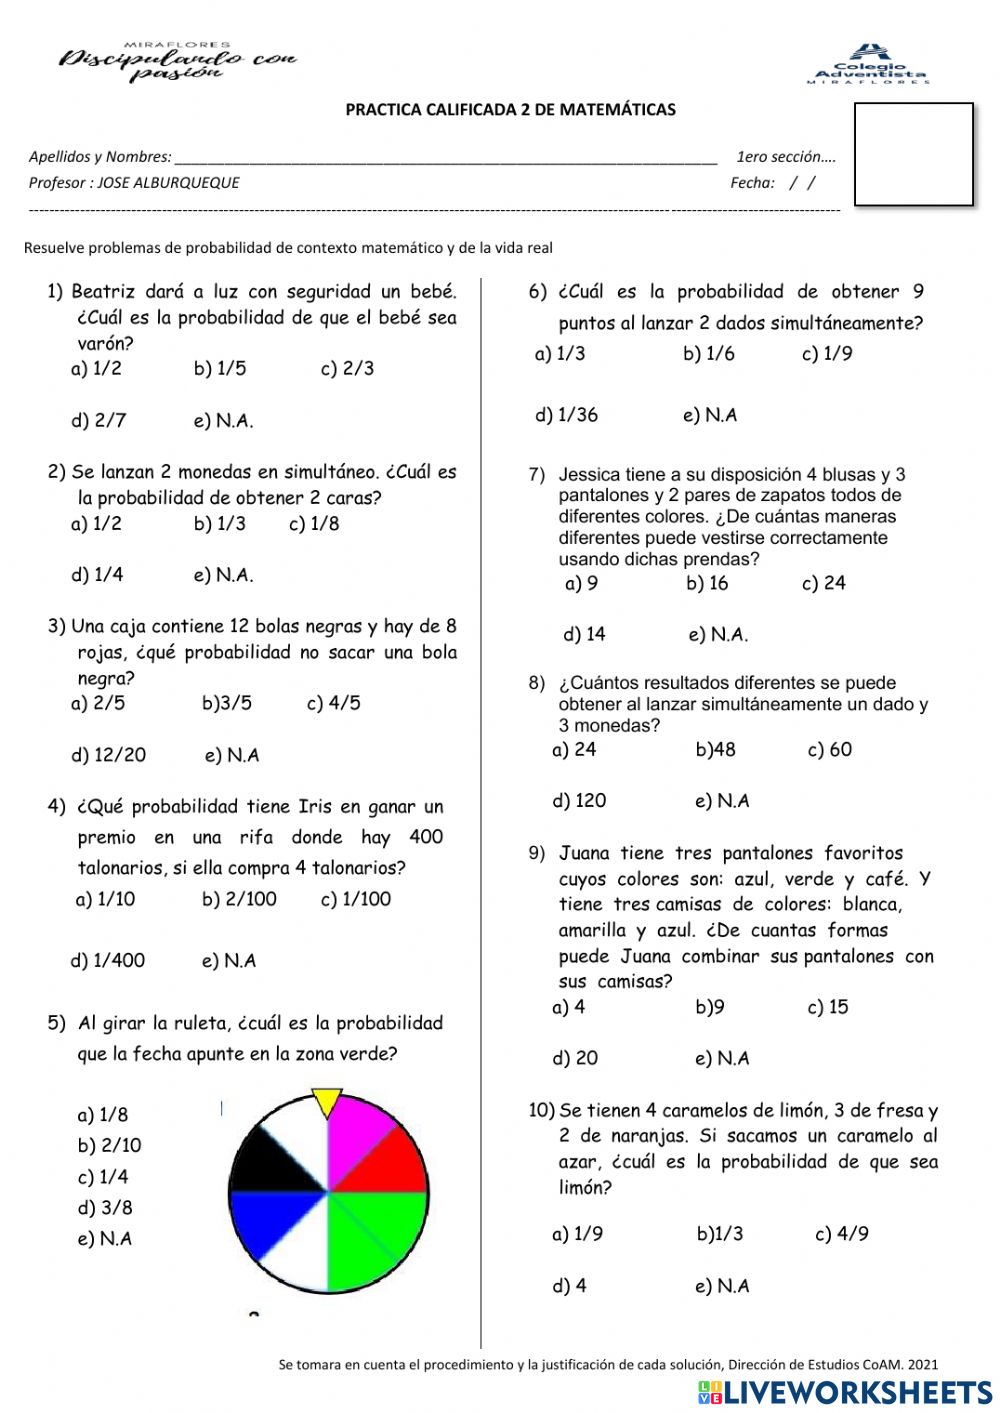 MIRAFLORES
Discipulando con
pasión
Colegio
Adventista
MIRAFLORES
PRACTICA CALIFICADA 2 DE MATEMÁTICAS
Apellidos y Nombres: ______________________________ 1ero sección....
Profesor : JOSE ALBURQUEQUE Fecha: / /
Resuelve problemas de probabilidad de contexto matemático y de la vida real
1) Beatriz dará a luz con seguridad un bebé.
¿Cuál es la probabilidad de que el bebé sea
varón?
a) 1/2 b) 1/5 c) 2/3
d) 2/7 e) N.A.
2) Se lanzan 2 monedas en simultáneo. ¿Cuál es
la probabilidad de obtener 2 caras?
a) 1/2 b) 1/3 c) 1/8
d) 1/4 e) N.A.
3) Una caja contiene 12 bolas negras y hay de 8
rojas, ¿qué probabilidad no sacar una bola
negra?
a) 2/5 b)3/5 c) 4/5
d) 12/20 e) N.A
4) ¿Qué probabilidad tiene Iris en ganar un
premio en una rifa donde hay 400
talonarios, si ella compra 4 talonarios?
a) 1/10 b) 2/100 c) 1/100
d) 1/400 e) N.A
5) Al girar la ruleta, ¿cuál es la probabilidad
que la fecha apunte en la zona verde?
a) 1/8
b) 2/10
c) 1/4
d) 3/8
e) N.A
6) ¿Cuál es la probabilidad de obtener 9
puntos al lanzar 2 dados simultáneamente?
a) 1/3 b) 1/6 c) 1/9
d) 1/36 e) N.A
7) Jessica tiene a su disposición 4 blusas y 3
pantalones y 2 pares de zapatos todos de
diferentes colores. ¿De cuántas maneras
diferentes puede vestirse correctamente
usando dichas prendas?
a) 9 b) 16 c) 24
d) 14 e) N.A.
8) ¿Cuántos resultados diferentes se puede
obtener al lanzar simultáneamente un dado y
3 monedas?
a) 24 b)48 c) 60
d) 120 e) N.A
9) Juana tiene tres pantalones favoritos
cuyos colores son: azul, verde y café. Y
tiene tres camisas de colores: blanca,
amarilla y azul. ¿De cuantas formas
puede Juana combinar sus pantalones con
sus camisas?
a) 4 b)9 c) 15
d) 20 e) N.A
10) Se tienen 4 caramelos de limón, 3 de fresa y
2 de naranjas. Si sacamos un caramelo al
azar, ¿cuál es la probabilidad de que sea
limón?
a) 1/9 b)1/3 c) 4/9
d) 4 e) N.A
Se tomara en cuenta el procedimiento y la justificación de cada solución, Dirección de Estudios CoAM. 2021
LIVEWORKSHEETS